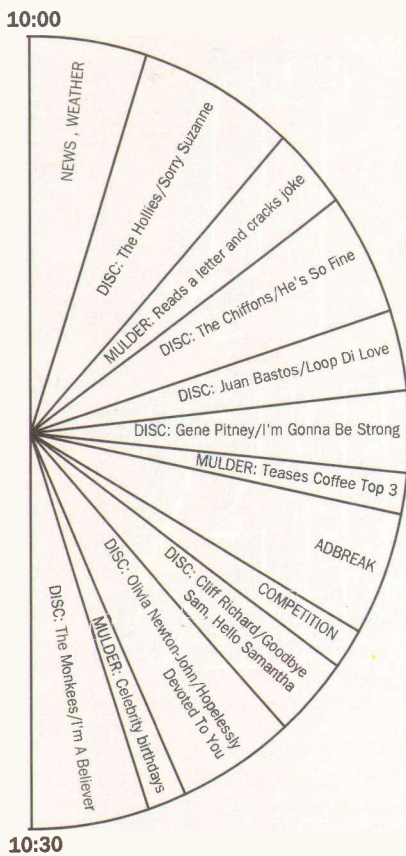 10:00
NEWS , WEATHER
DISC: The Hollies/Sorry Suzanne
MULDER: Reads a letter and cracks joke
DISC: The Chiffons/He's So Fine
DISC: Juan Bastos/Loop Di Love
DISC: Gene Pitney/I'm Gonna Be Strong
MULDER: Teases Coffee Top 3
ADBREAK
COMPETITION
DISC: Cliff Richard/Goodbye
Sam, Hello Samantha
DISC: Olivia Newton-John/Hopelessly
Devoted To You
MULDER: Celebrity birthdays
DISC: The Monkees/I'm A Believer
10:30